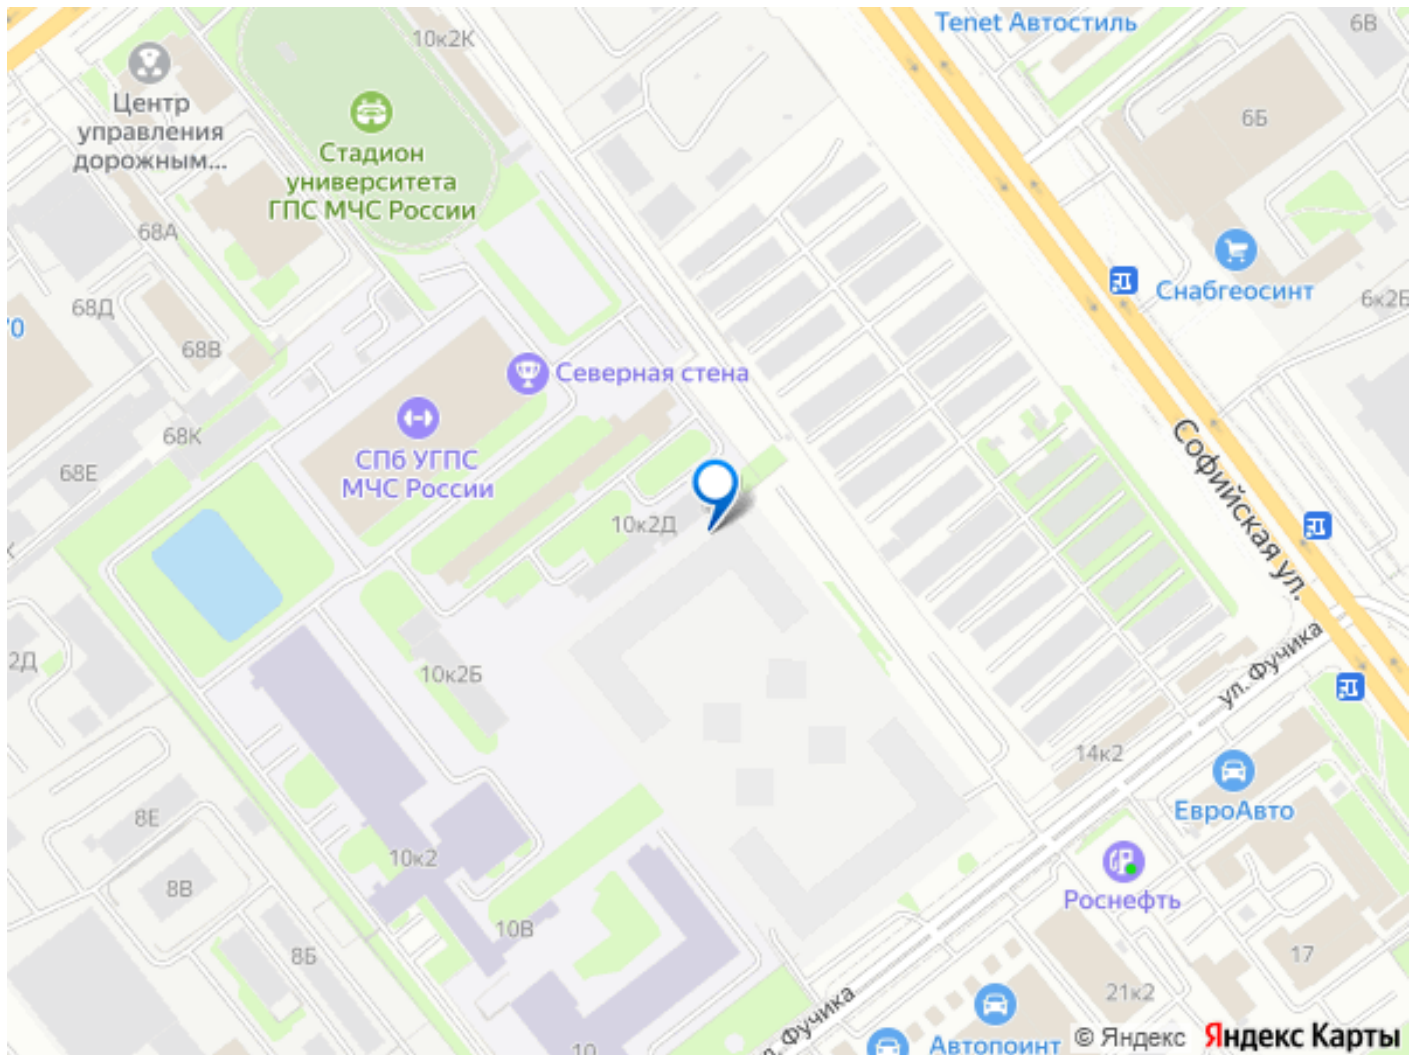 10к2К
Tenet Автостиль
6В
Центр
управления
дорожным...
6Б
Стадион
университета
ГПС МЧС России
68А
Снабгеосинт
6к2Б
68Д
68В
Северная стена
68К
СПб УГПС
МЧС России
68Е
Софийская ул.
10к2Д
ул. Фучика
2Д
10к2Б
14к2
ЕвроАвто
8Е
10к2
8В
Роснефть
10В
8Б
17
21к2
Фучика
10
Автопоинт
© Яндекс
Яндекс Карты